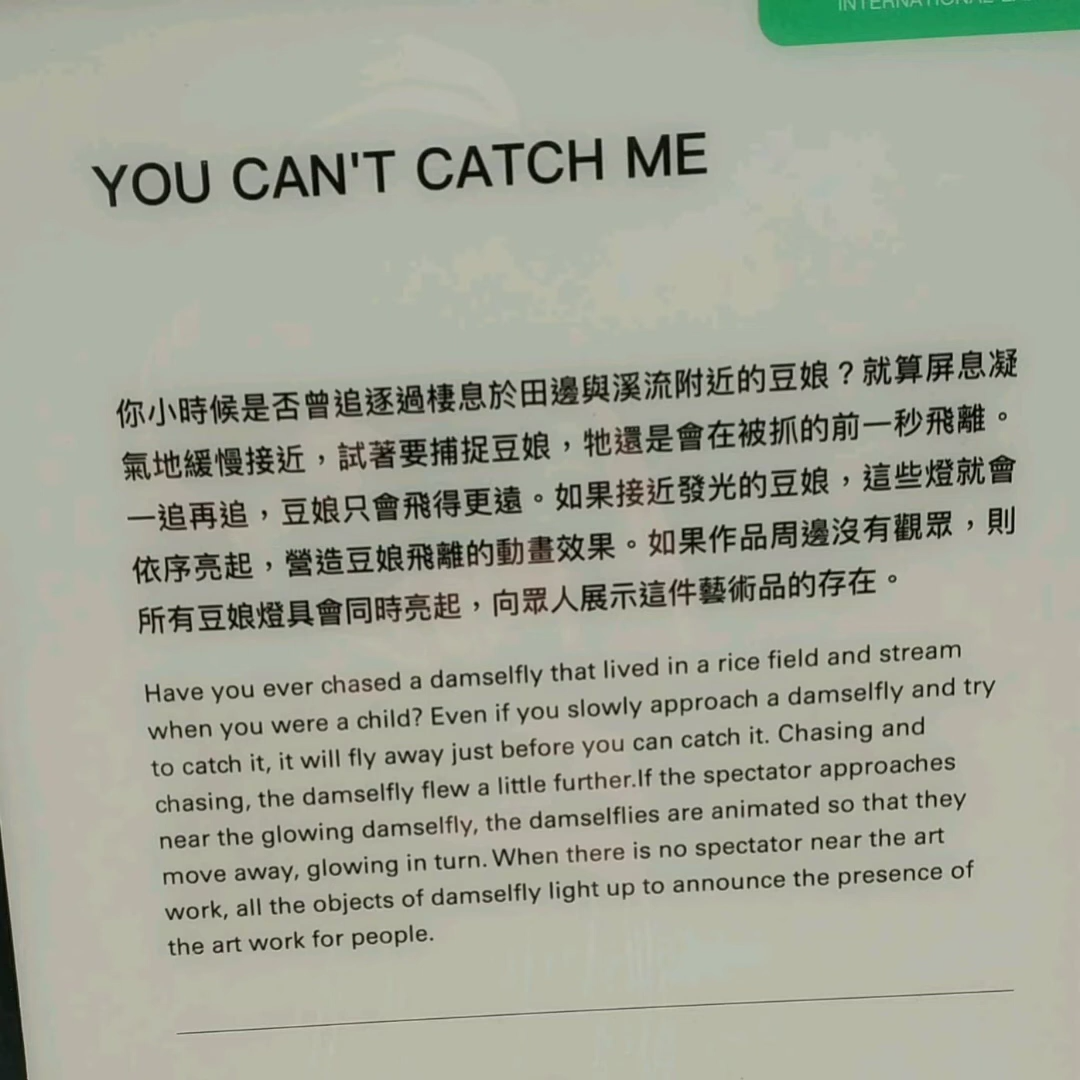 INTERNATIONAL
YOU CAN'T CATCH ME
你小時候是否曾追逐過棲息於田邊與溪流附近的豆娘？就算屏息凝
氣地緩慢接近，試著要捕捉豆娘，牠還是會在被抓的前一秒飛離。
一追再追，豆娘只會飛得更遠。如果接近發光的豆娘，這些燈就會
依序亮起，營造豆娘飛離的動畫效果。如果作品周邊沒有觀眾，則
所有豆娘燈具會同時亮起，向眾人展示這件藝術品的存在。
Have you ever chased a damselfly that lived in a rice field and stream
when you were a child? Even if you slowly approach a damselfly and try
to catch it, it will fly away just before you can catch it. Chasing and
chasing, the damselfly flew a little further.If the spectator approaches
near the glowing damselfly, the damselflies are animated so that they
move away, glowing in turn. When there is no spectator near the art
work, all the objects of damselfly light up to announce the presence of
the art work for people.